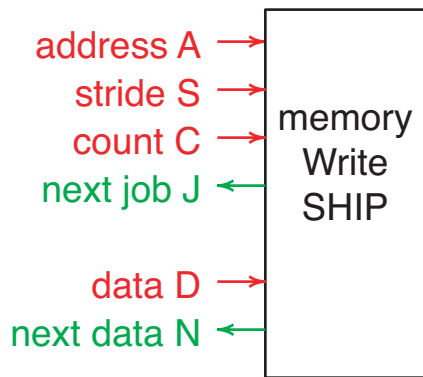 address A
stride S
count C
next job J
data D
next data N
memory
Write
SHIP